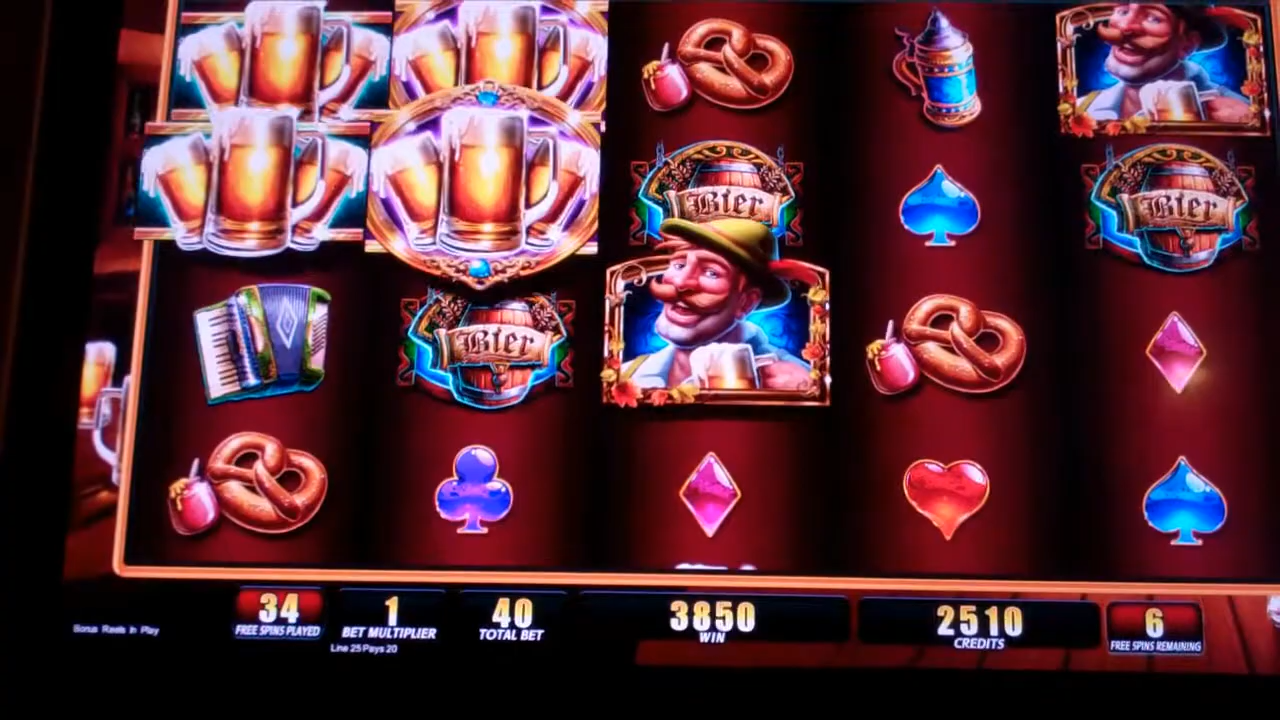 Bier
Bier
Bier
34
FREE SPINS PLAYED
1
BET MULTIPLIER
40
TOTAL BET
3850
WIN
2510
CREDITS
6
FREE SPINS REMAINING
Bonus Reels In Play
Line 25 Pays 20